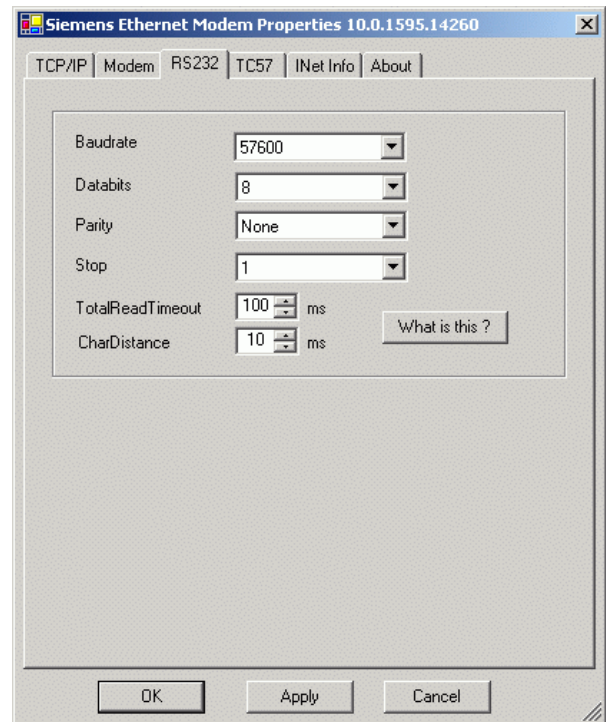 Siemens Ethernet Modem Properties 10.0.1595.14260
TCP/IP Modem RS232 TC57 INet Info About
Baudrate 57600
Databits 8
Parity None
Stop 1
TotalReadTimeout 100 ms
What is this ?
CharDistance 10 ms
OK Apply Cancel